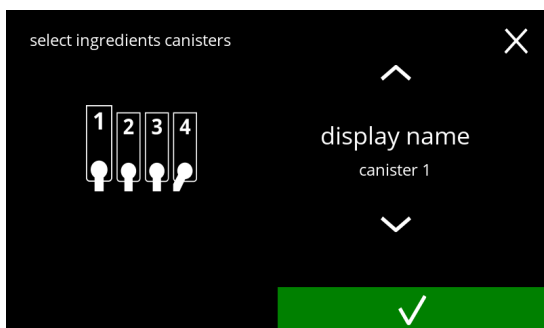 select ingredients canisters
1 2 3 4
display name
canister 1